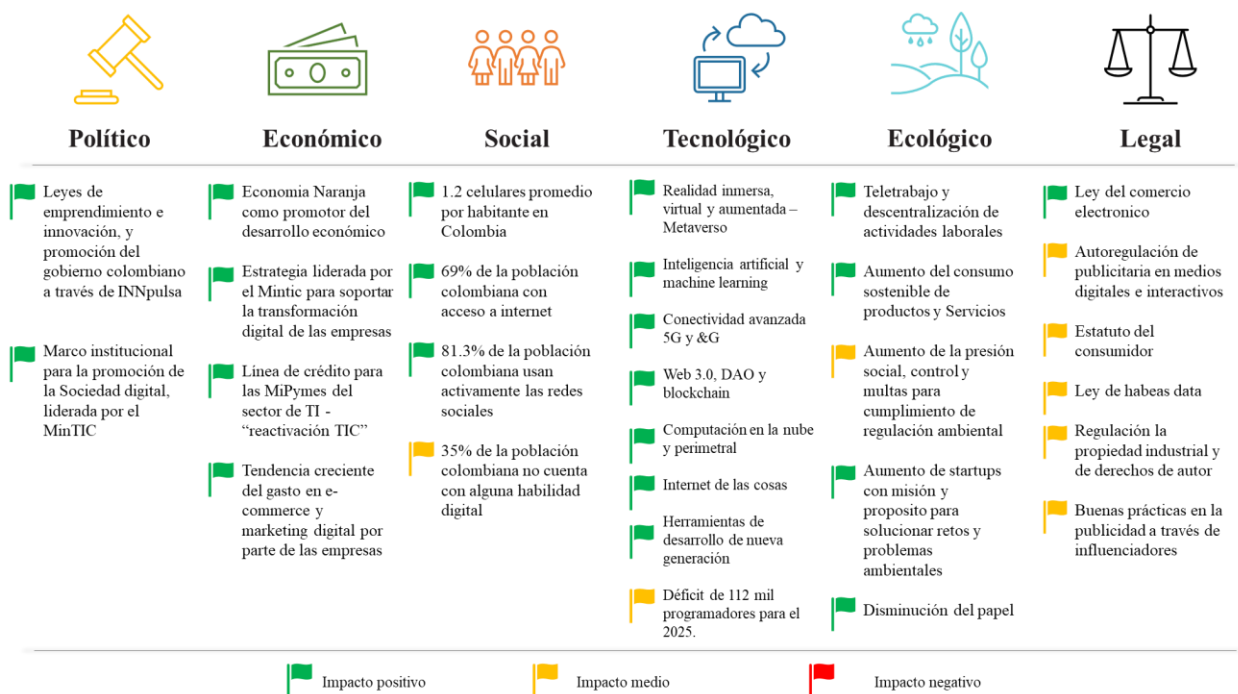 Político
Económico
Social
Tecnológico
Ecológico
Legal
Leyes de
emprendimiento e
innovación, y
promoción del
gobierno colombiano
a través de INNpulsa
Marco institucional
para la promoción de
la Sociedad digital,
liderada por el
MinTIC
Economía Naranja
como promotor del
desarrollo económico
Estrategia liderada por
el Mintic para soportar
la transformación
digital de las empresas
Línea de crédito para
las MiPymes del
sector de TI -
“reactivación TIC”
Tendencia creciente
del gasto en e-
commerce y
marketing digital por
parte de las empresas
1.2 celulares promedio
por habitante en
Colombia
69% de la población
colombiana con
acceso a internet
81.3% de la población
colombiana usan
activamente las redes
sociales
35% de la población
colombiana no cuenta
con alguna habilidad
digital
Realidad inmersa,
virtual y aumentada –
Metaverso
Inteligencia artificial y
machine learning
Conectividad avanzada
5G y &G
Web 3.0, DAO y
blockchain
Computación en la nube
y perimetral
Internet de las cosas
Herramientas de
desarrollo de nueva
generación
Déficit de 112 mil
programadores para el
2025.
Teletrabajo y
descentralización de
actividades laborales
Aumento del consumo
sostenible de
productos y Servicios
Aumento de la presión
social, control y
multas para
cumplimiento de
regulación ambiental
Aumento de startups
con misión y
proposito para
solucionar retos y
problemas
ambientales
Disminución del papel
Ley del comercio
electronico
Autoregulación de
publicitaria en medios
digitales e interactivos
Estatuto del
consumidor
Ley de habeas data
Regulación la
propiedad industrial y
de derechos de autor
Buenas prácticas en la
publicidad a través de
influenciadores
Impacto positivo
Impacto medio
Impacto negativo